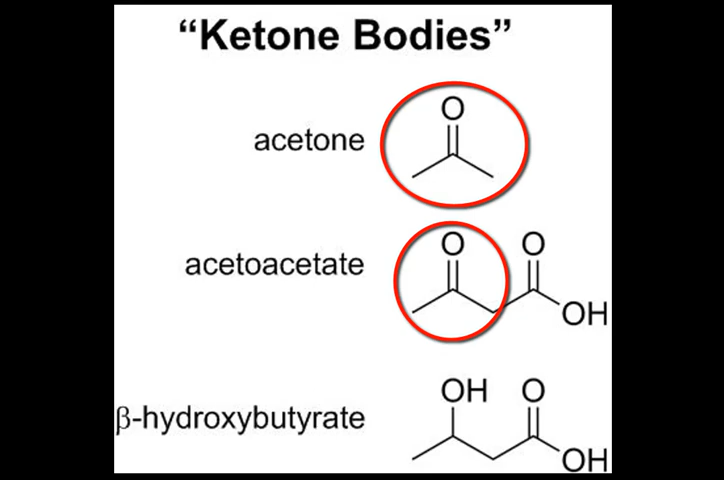 “Ketone Bodies”
O
acetone
O
O
acetoacetate
OH
OH
O
β-hydroxybutyrate
OH